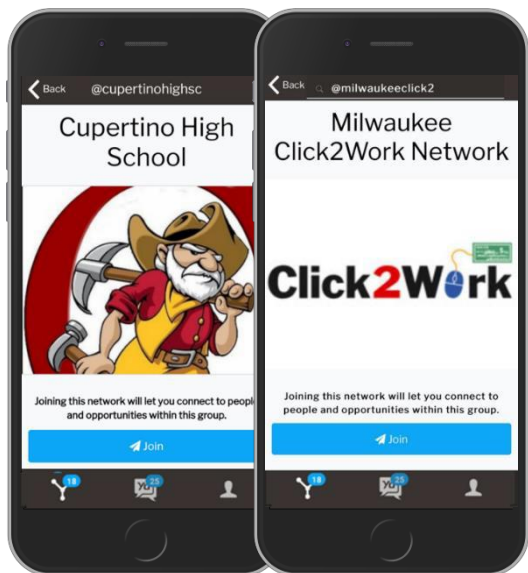 Back @cupertinohighsc
Cupertino High
School
Joining this network will let you connect to peopl
and opportunities within this group.
Join
18
25
Back @milwaukeeclick2
Milwaukee
Click2Work Network
Click2Work
Joining this network will let you connect to
people and opportunities within this group.
Join
18
25